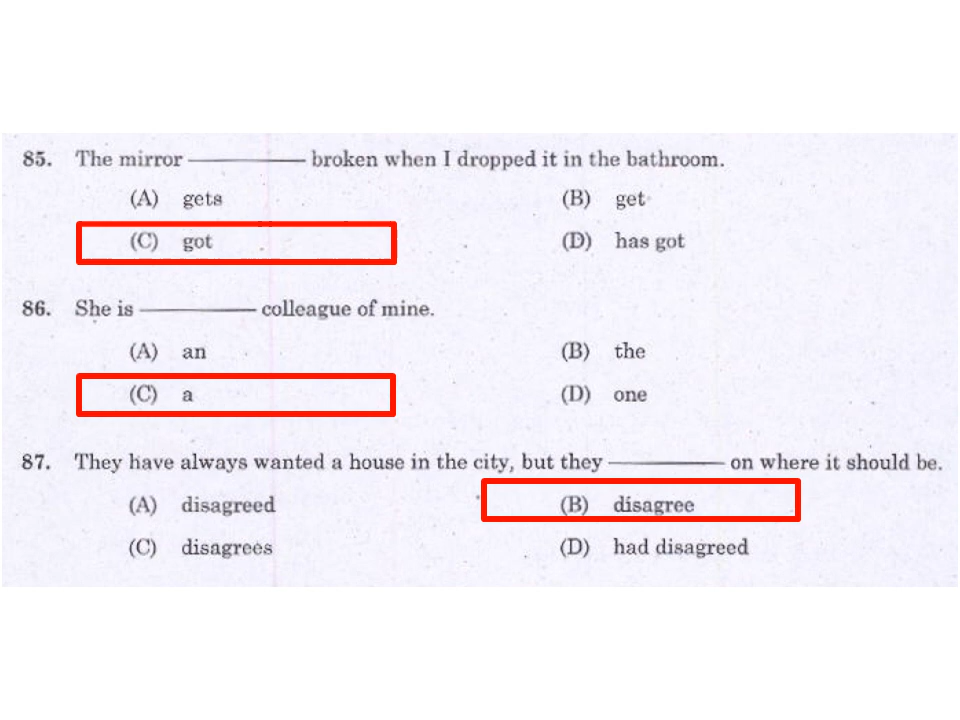 85. The mirror ———— broken when I dropped it in the bathroom.
(A) gets (B) get
(C) got (D) has got
86. She is ———— colleague of mine.
(A) an (B) the
(C) a (D) one
87. They have always wanted a house in the city, but they ———— on where it should be.
(A) disagreed (B) disagree
(C) disagrees (D) had disagreed